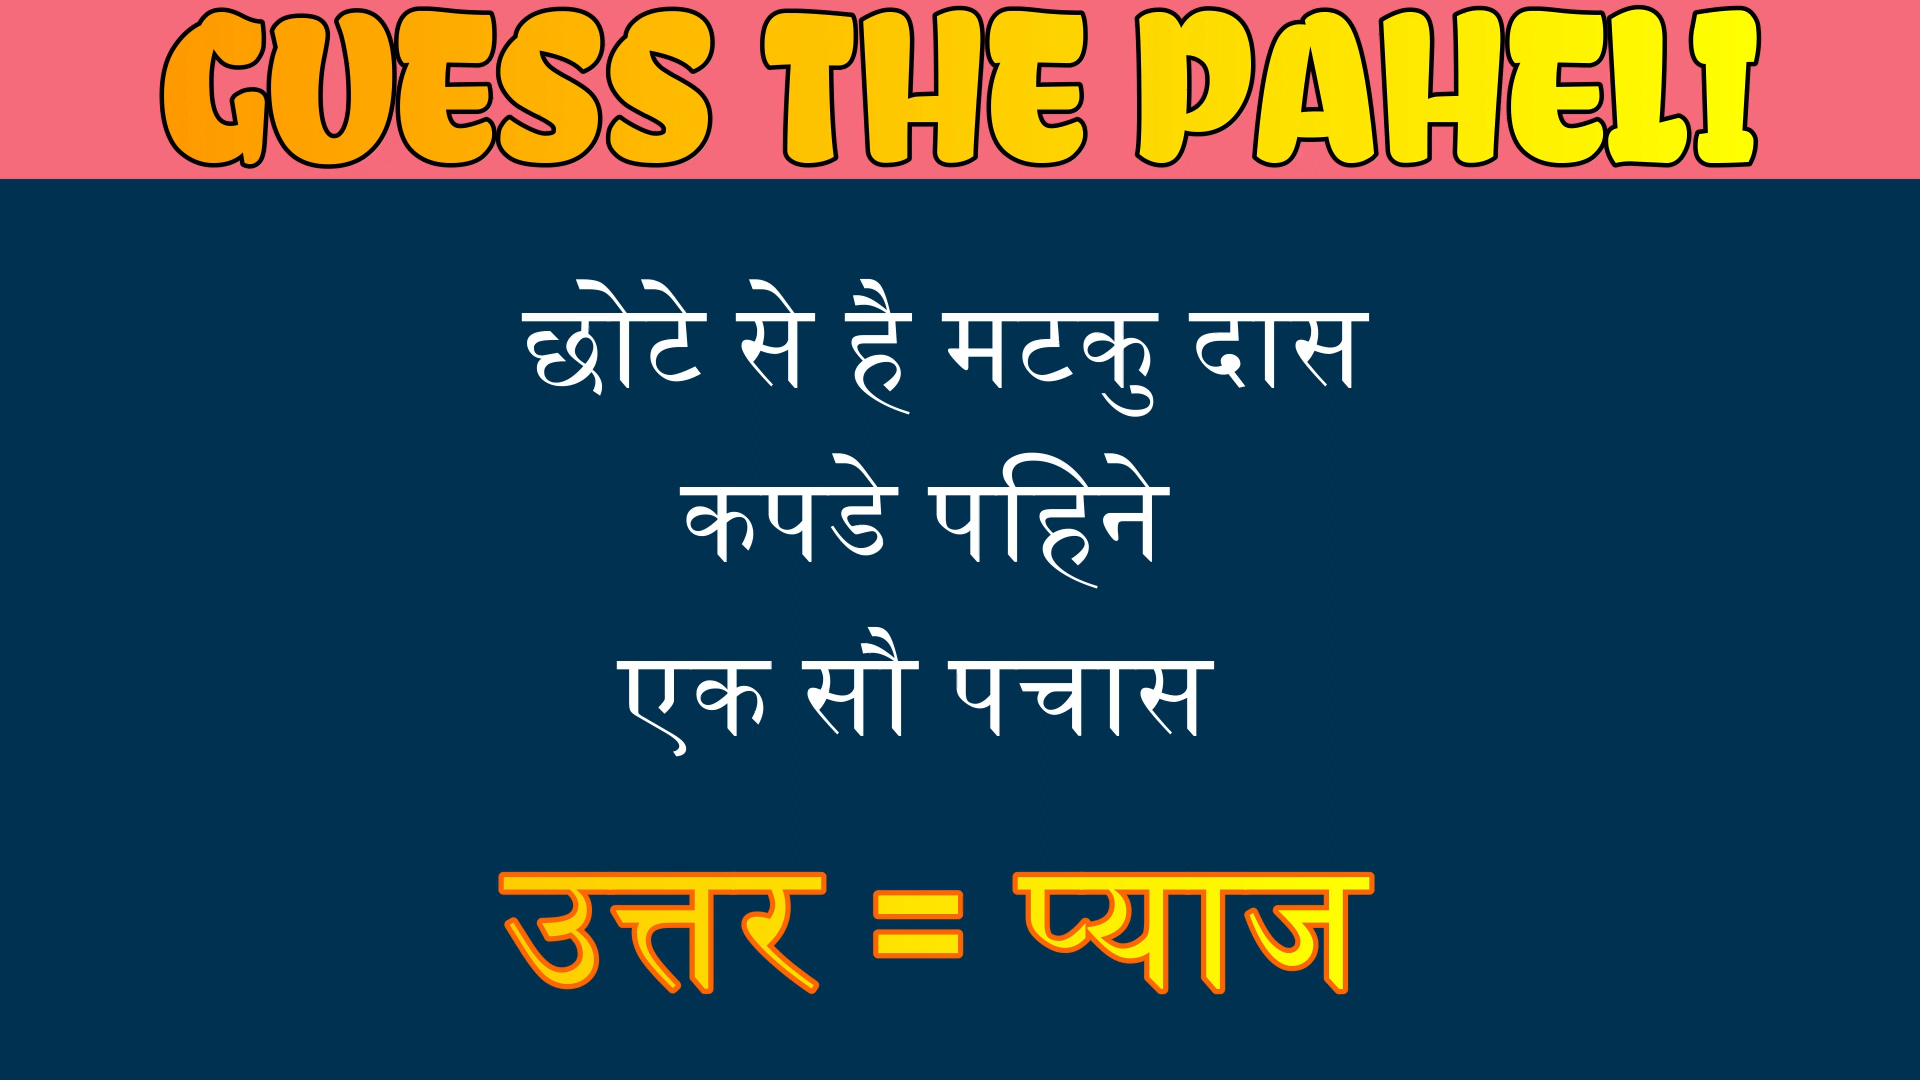 GUESS THE PAHELI
छोटे से है मटकु दास
कपडे पहिने
एक सौ पचास
उत्तर = प्याज